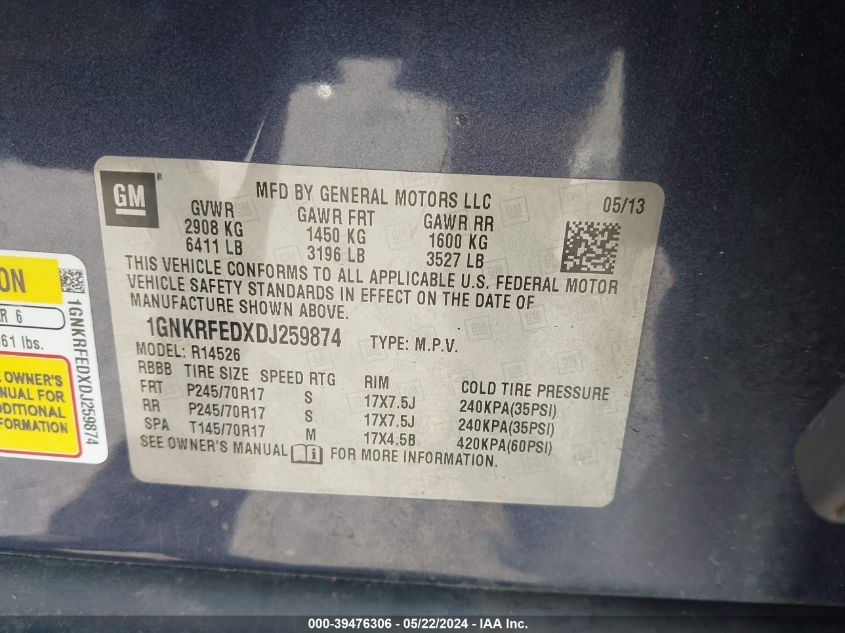 GM®
MFD BY GENERAL MOTORS LLC
05/13
GVWR GAWR FRT GAWR RR
2908 KG 1450 KG 1600 KG
6411 LB 3196 LB 3527 LB
THIS VEHICLE CONFORMS TO ALL APPLICABLE U.S. FEDERAL MOTOR
VEHICLE SAFETY STANDARDS IN EFFECT ON THE DATE OF
MANUFACTURE SHOWN ABOVE.
1GNKRFEDXDJ259874 TYPE: M.P.V.
MODEL: R14526
RBBB TIRE SIZE SPEED RTG RIM COLD TIRE PRESSURE
FRT P245/70R17 S 17X7.5J 240KPA(35PSI)
RR P245/70R17 S 17X7.5J 240KPA(35PSI)
SPA T145/70R17 M 17X4.5B 420KPA(60PSI)
SEE OWNER'S MANUAL FOR MORE INFORMATION.
ON
R 6
61 lbs.
OWNER'S
NUAL FOR
DDITIONAL
FORMATION
1GNKRFEDXDJ259874
000-39476306 - 05/22/2024 - IAA Inc.